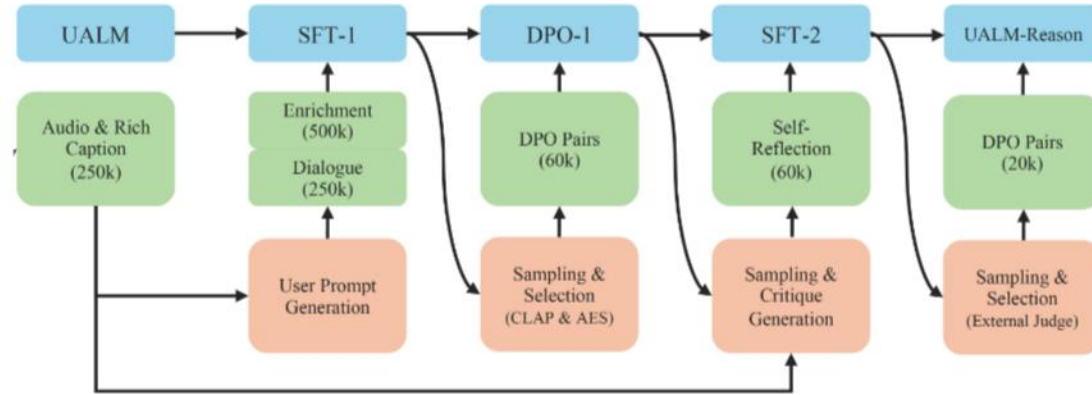 UALM
SFT-1
DPO-1
SFT-2
UALM-Reason
Audio & Rich
Caption
(250k)
Enrichment
(500k)
Dialogue
(250k)
DPO Pairs
(60k)
Self-
Reflection
(60k)
DPO Pairs
(20k)
User Prompt
Generation
Sampling &
Selection
(CLAP & AES)
Sampling &
Critique
Generation
Sampling &
Selection
(External Judge)